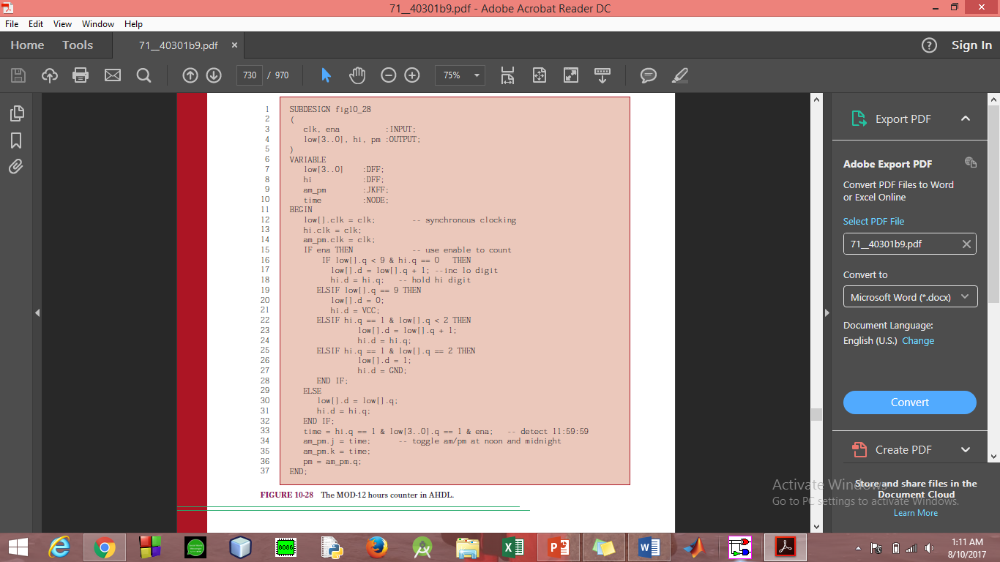 71__40301b9.pdf - Adobe Acrobat Reader DC
File Edit View Window Help
Home Tools 71__40301b9.pdf × ? Sign In
730 / 970 75%
1 SUBDESIGN fig10_28
2 (
3 clk, ena :INPUT;
4 low[3..0], hi, pm :OUTPUT;
5 )
6 VARIABLE
7 low[3..0] :DFF;
8 hi :DFF;
9 am_pm :JKFF;
10 time :NODE;
11 BEGIN
12 low[].clk = clk; -- synchronous clocking
13 hi.clk = clk;
14 am_pm.clk = clk;
15 IF ena THEN -- use enable to count
16 IF low[].q < 9 & hi.q == 0 THEN
17 low[].d = low[].q + 1; --inc lo digit
18 hi.d = hi.q; -- hold hi digit
19 ELSIF low[].q == 9 THEN
20 low[].d = 0;
21 hi.d = VCC;
22 ELSIF hi.q == 1 & low[].q < 2 THEN
23 low[].d = low[].q + 1;
24 hi.d = hi.q;
25 ELSIF hi.q == 1 & low[].q == 2 THEN
26 low[].d = 1;
27 hi.d = GND;
28 END IF;
29 ELSE
30 low[].d = low[].q;
31 hi.d = hi.q;
32 END IF;
33 time = hi.q == 1 & low[3..0].q == 1 & ena; -- detect 11:59:59
34 am_pm.j = time; -- toggle am/pm at noon and midnight
35 am_pm.k = time;
36 pm = am_pm.q;
37 END;
FIGURE 10-28 The MOD-12 hours counter in AHDL.
Export PDF
Adobe Export PDF
Convert PDF Files to Word
or Excel Online
Select PDF File
71__40301b9.pdf
Convert to
Microsoft Word (*.docx)
Document Language:
English (U.S.) Change
Convert
Create PDF
Store and share files in the
Document Cloud
Learn More
Activate Windows
Go to PC settings to activate Windows.
8086
1:11 AM
8/10/2017